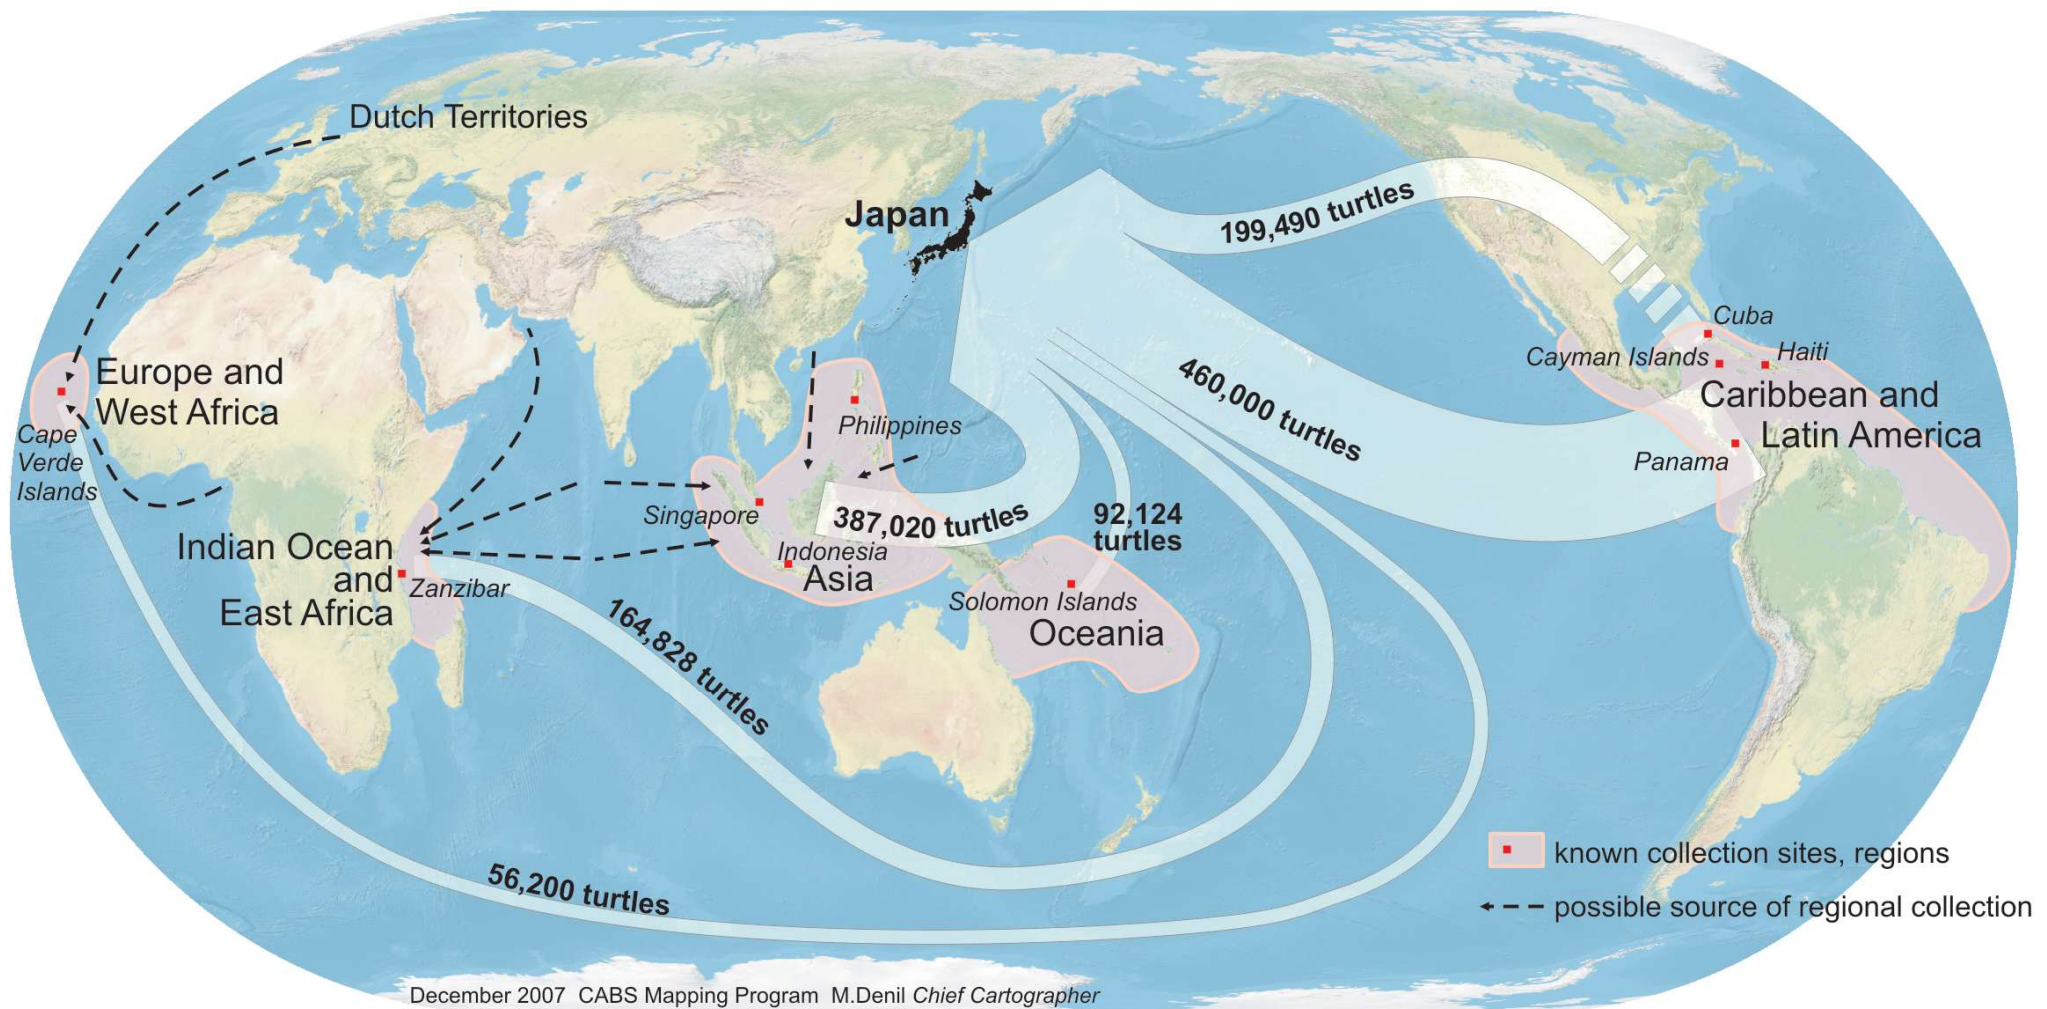 Dutch Territories
Japan
199,490 turtles
Cuba
Cayman Islands
Haiti
Europe and
West Africa
460,000 turtles
Caribbean and
Latin America
Cape
Verde
Islands
Philippines
Panama
Singapore
387,020 turtles
92,124
turtles
Indian Ocean
and
East Africa
Zanzibar
Indonesia
Asia
Solomon Islands
Oceania
164,828 turtles
56,200 turtles
known collection sites, regions
possible source of regional collection
December 2007 CABS Mapping Program M.Denil Chief Cartographer